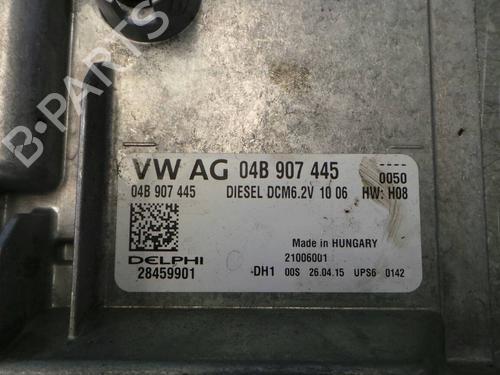 B-PARTS
VW AG 04B 907 445 ----
0050
04B 907 445 DIESEL DCM6.2V 10 06 HW: H08
Made in HUNGARY
DELPHI 21006001
28459901 -DH1 00S 26.04.15 UPS6 0142